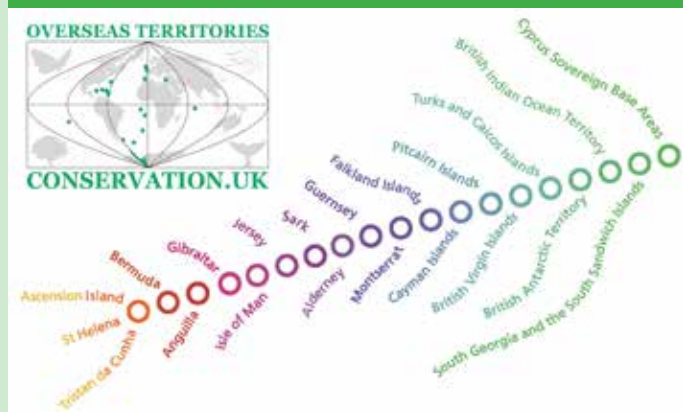 OVERSEAS TERRITORIES
CONSERVATION.UK
Ascension Island
St Helena
Tristan da Cunha
Bermuda
Anguilla
Gibraltar
Isle of Man
Jersey
Sark
Alderney
Guernsey
Montserrat
Falkland Islands
Cayman Islands
Pitcairn Islands
British Virgin Islands
Turks and Caicos Islands
British Antarctic Territory
British Indian Ocean Territory
South Georgia and the South Sandwich Islands
Cyprus Sovereign Base Areas